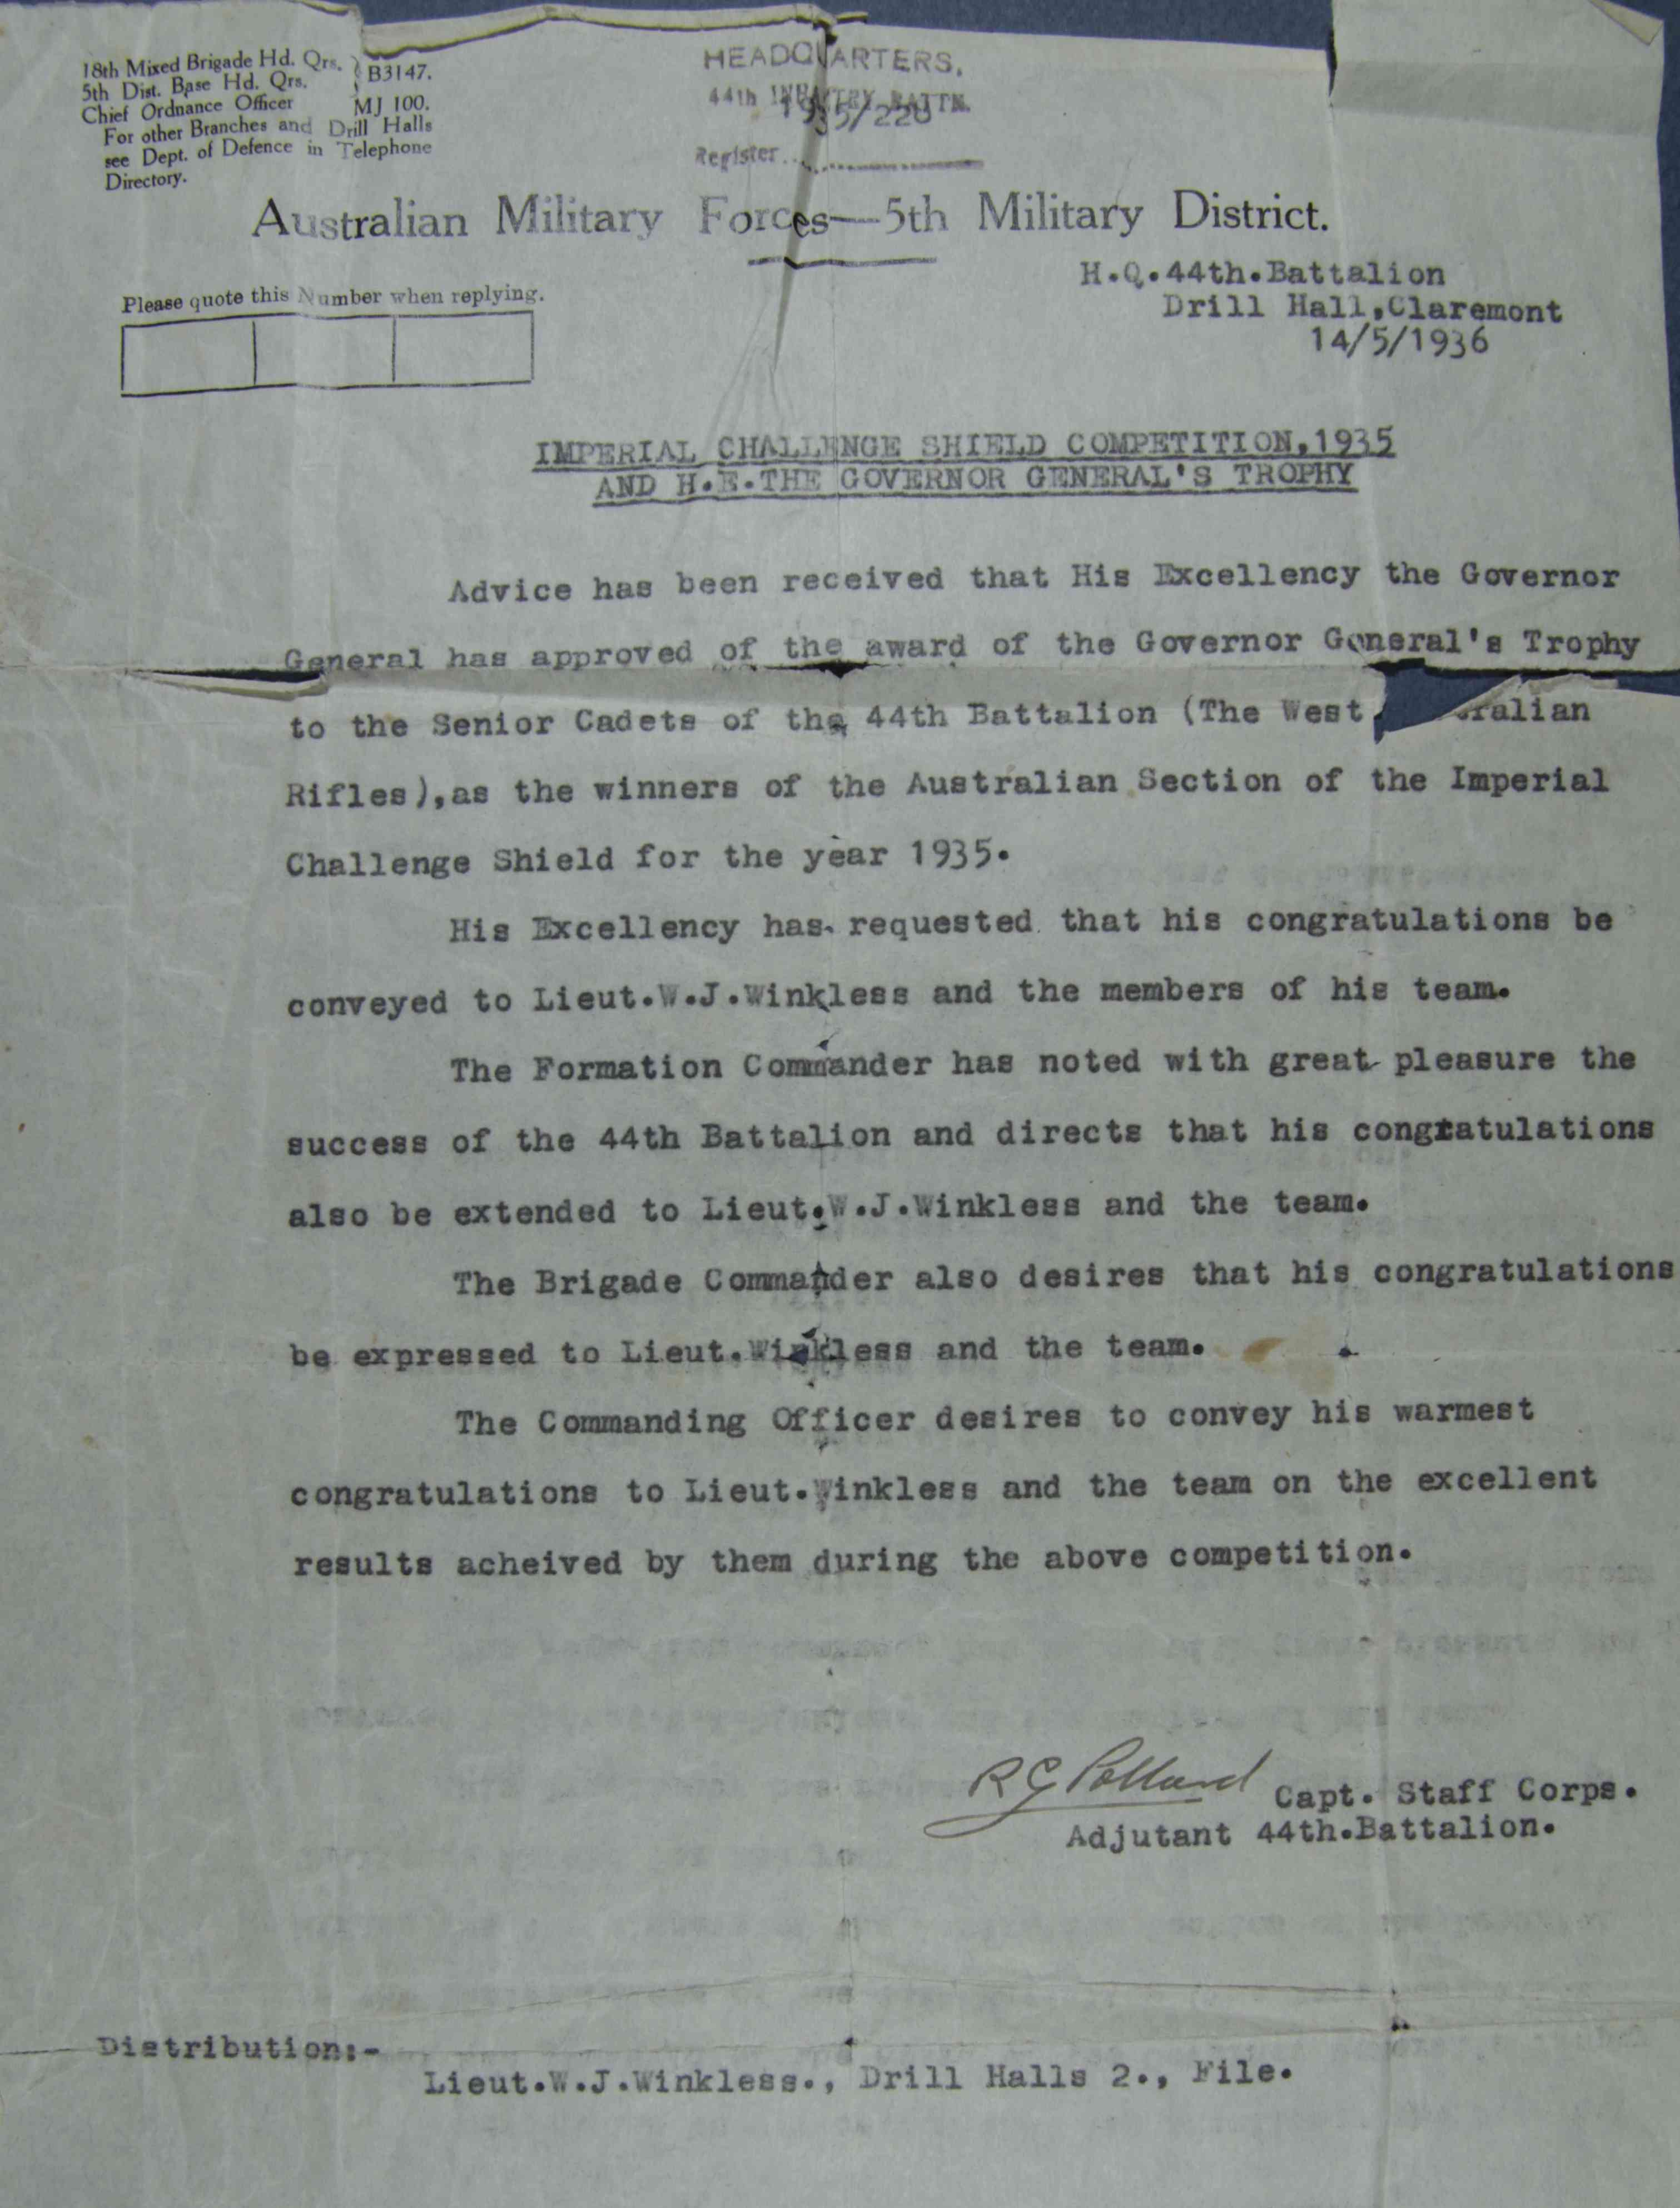 18th Mixed Brigade Hd. Qrs. } B3147.
5th Dist. Base Hd. Qrs.
Chief Ordnance Officer MJ 100.
For other Branches and Drill Halls
see Dept. of Defence in Telephone
Directory.
HEADQUARTERS,
44th INFANTRY BATTN.
1935/220
Register
Australian Military Forces—5th Military District.
H.Q.44th.Battalion
Drill Hall,Claremont
14/5/1936
Please quote this Number when replying.
IMPERIAL CHALLENGE SHIELD COMPETITION,1935
AND H.E.THE GOVERNOR GENERAL'S TROPHY
Advice has been received that His Excellency the Governor
General has approved of the award of the Governor General's Trophy
to the Senior Cadets of the 44th Battalion (The West ralian
Rifles),as the winners of the Australian Section of the Imperial
Challenge Shield for the year 1935.
His Excellency has requested that his congratulations be
conveyed to Lieut.W.J.Winkless and the members of his team.
The Formation Commander has noted with great pleasure the
success of the 44th Battalion and directs that his congratulations
also be extended to Lieut.W.J.Winkless and the team.
The Brigade Commander also desires that his congratulations
be expressed to Lieut.Winkless and the team.
The Commanding Officer desires to convey his warmest
congratulations to Lieut.Winkless and the team on the excellent
results acheived by them during the above competition.
R G Pollard Capt. Staff Corps.
Adjutant 44th.Battalion.
Distribution:-
Lieut.W.J.Winkless., Drill Halls 2., File.